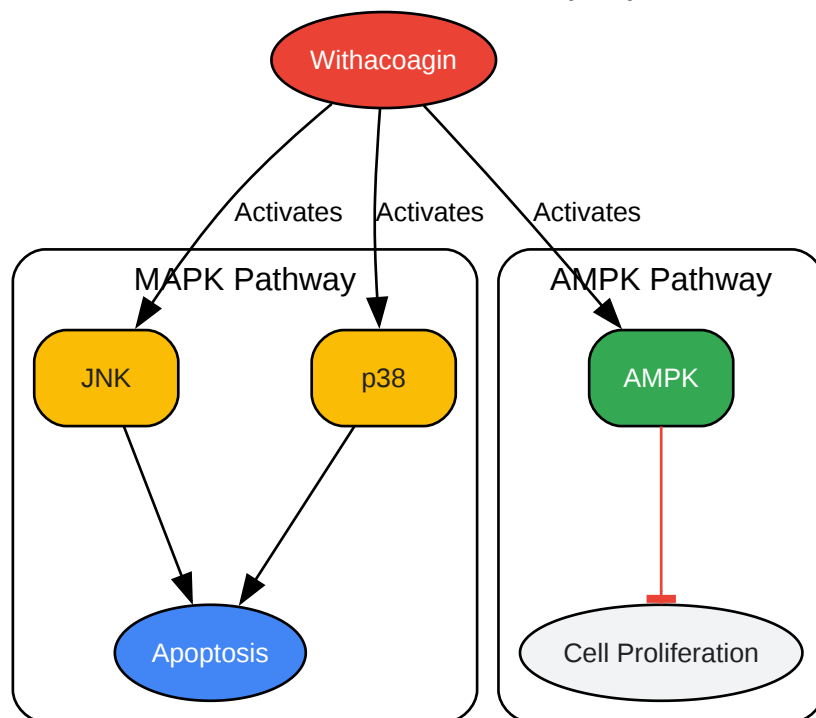 Withacoagin
Activates Activates Activates
MAPK Pathway AMPK Pathway
JNK p38 AMPK
Apoptosis Cell Proliferation